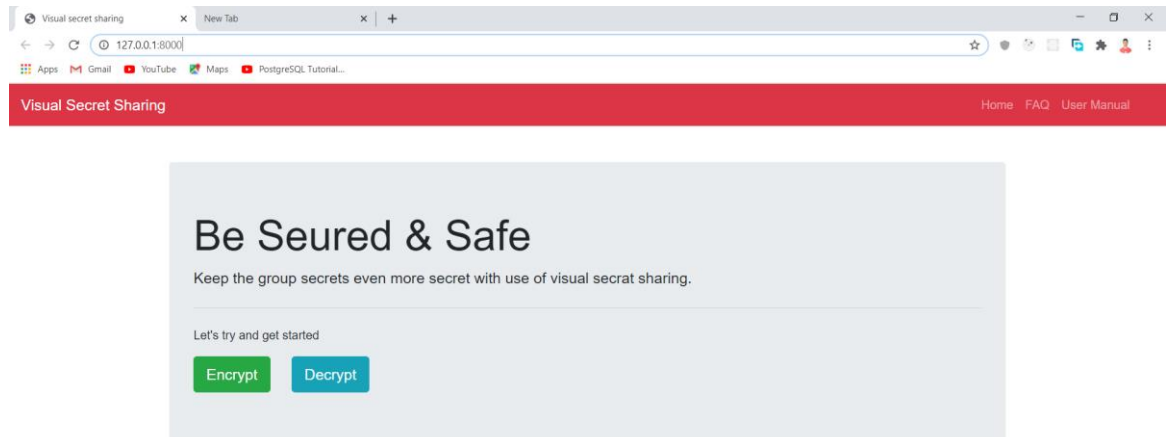 Visual secret sharing New Tab
127.0.0.1:8000
Apps Gmail YouTube Maps PostgreSQL Tutorial...
Visual Secret Sharing Home FAQ User Manual
Be Seured & Safe
Keep the group secrets even more secret with use of visual secrat sharing.
Let's try and get started
Encrypt Decrypt